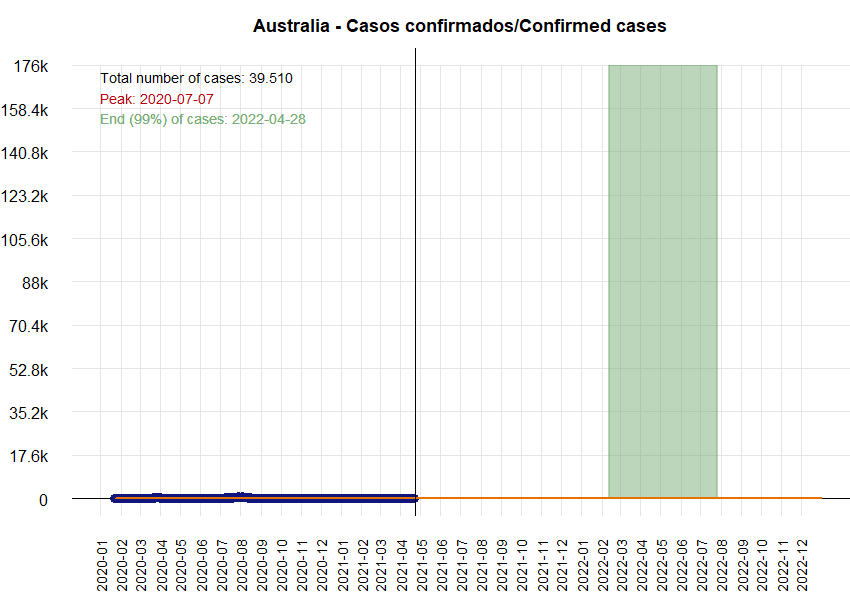 Australia - Casos confirmados/Confirmed cases
Total number of cases: 39.510
Peak: 2020-07-07
End (99%) of cases: 2022-04-28
176k
158.4k
140.8k
123.2k
105.6k
88k
70.4k
52.8k
35.2k
17.6k
0
2020-01
2020-02
2020-03
2020-04
2020-05
2020-06
2020-07
2020-08
2020-09
2020-10
2020-11
2020-12
2021-01
2021-02
2021-03
2021-04
2021-05
2021-06
2021-07
2021-08
2021-09
2021-10
2021-11
2021-12
2022-01
2022-02
2022-03
2022-04
2022-05
2022-06
2022-07
2022-08
2022-09
2022-10
2022-11
2022-12